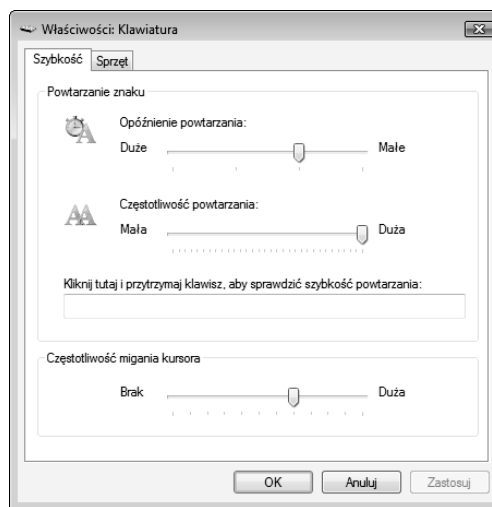 Właściwości: Klawiatura
Szybkość Sprzęt
Powtarzanie znaku
Opóźnienie powtarzania:
Duże Małe
Częstotliwość powtarzania:
Mała Duża
Kliknij tutaj i przytrzymaj klawisz, aby sprawdzić szybkość powtarzania:
Częstotliwość migania kursora
Brak Duża
OK Anuluj Zastosuj